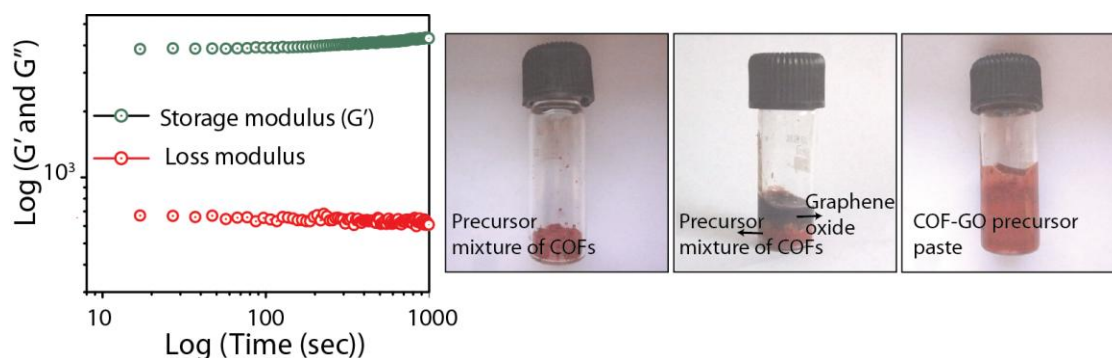 Log (G' and G")
10³
Storage modulus (G')
Loss modulus
10
100
1000
Log (Time (sec))
Precursor
mixture of COFs
Graphene
oxide
Precursor
mixture of COFs
COF-GO precursor
paste